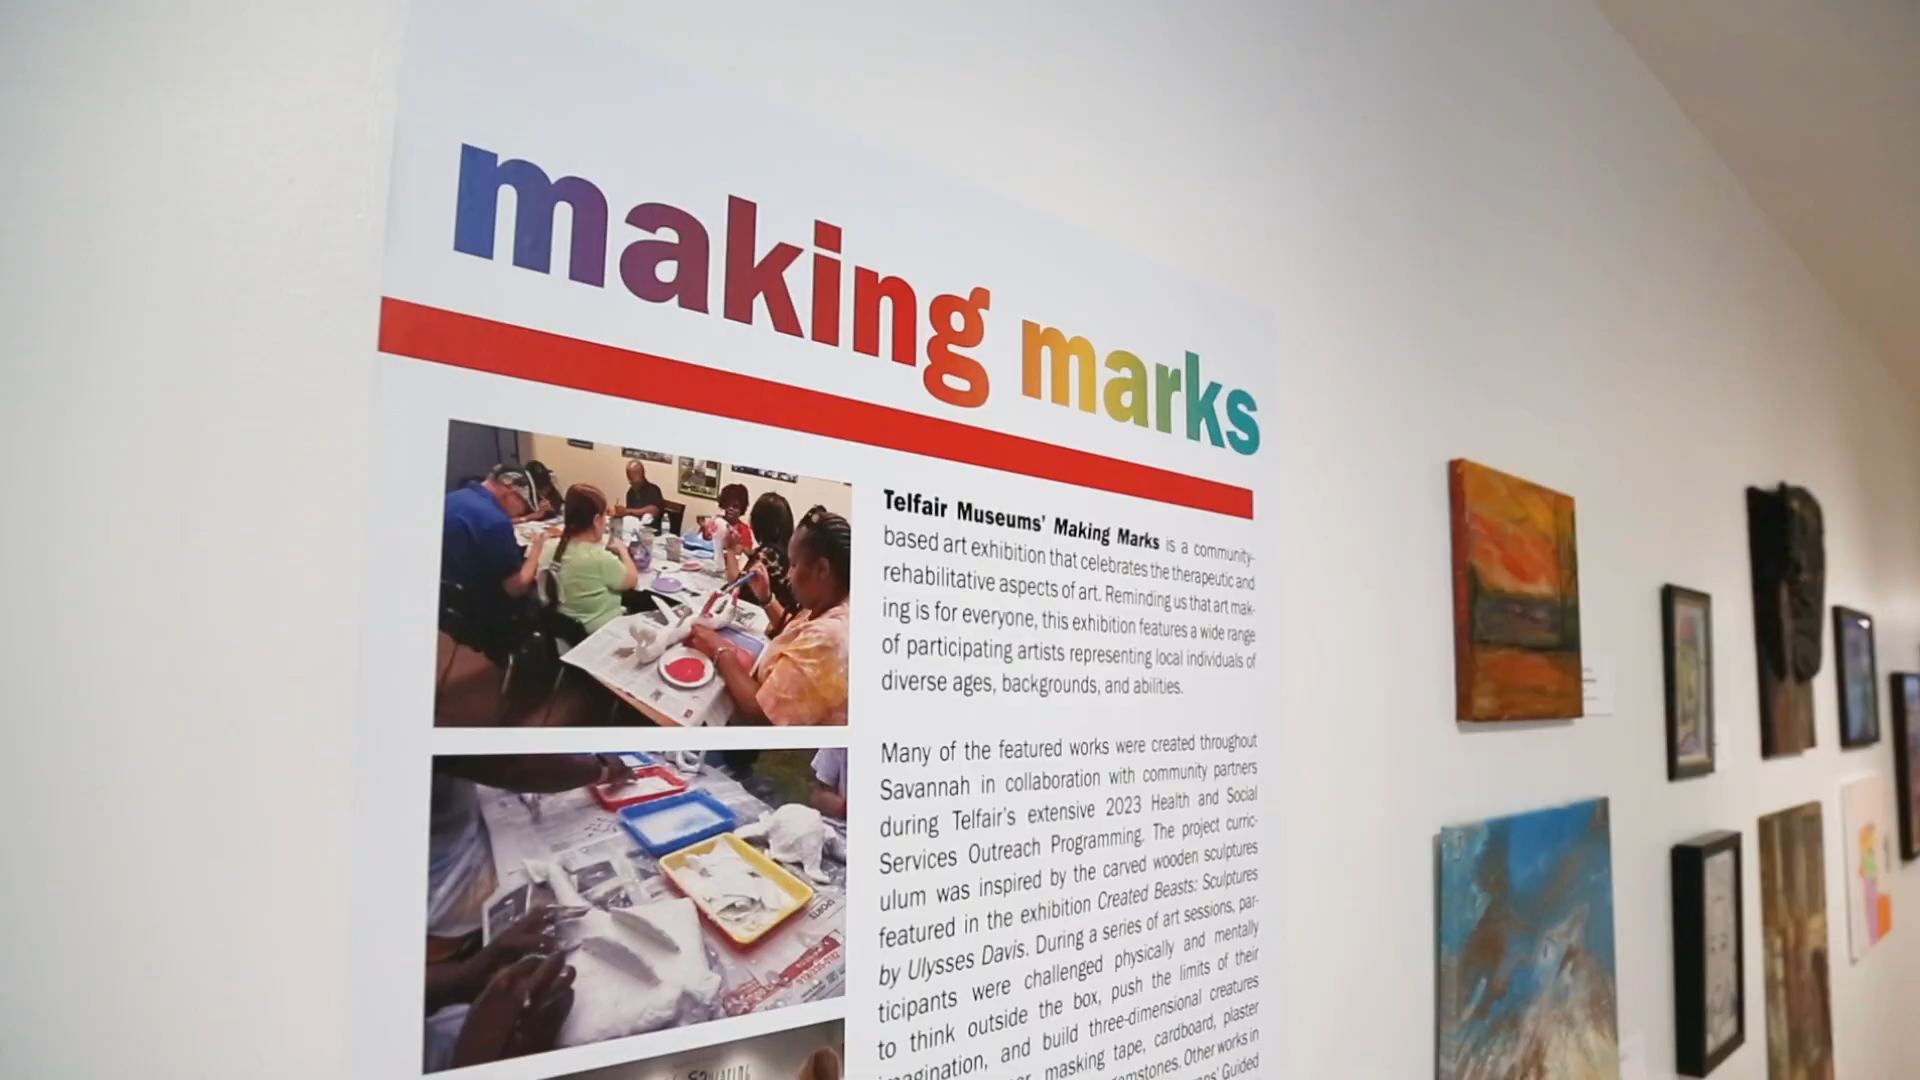 making marks
Telfair Museums' Making Marks is a community-
based art exhibition that celebrates the therapeutic and
rehabilitative aspects of art. Reminding us that art mak-
ing is for everyone, this exhibition features a wide range
of participating artists representing local individuals of
diverse ages, backgrounds, and abilities.
Many of the featured works were created throughout
Savannah in collaboration with community partners
during Telfair's extensive 2023 Health and Social
Services Outreach Programming. The project curric-
ulum was inspired by the carved wooden sculptures
featured in the exhibition Created Beasts: Sculptures
by Ulysses Davis. During a series of art sessions, par-
ticipants were challenged physically and mentally
to think outside the box, push the limits of their
imagination, and build three-dimensional creatures
masking tape, cardboard, plaster
Other works in
Guided
SPORTS